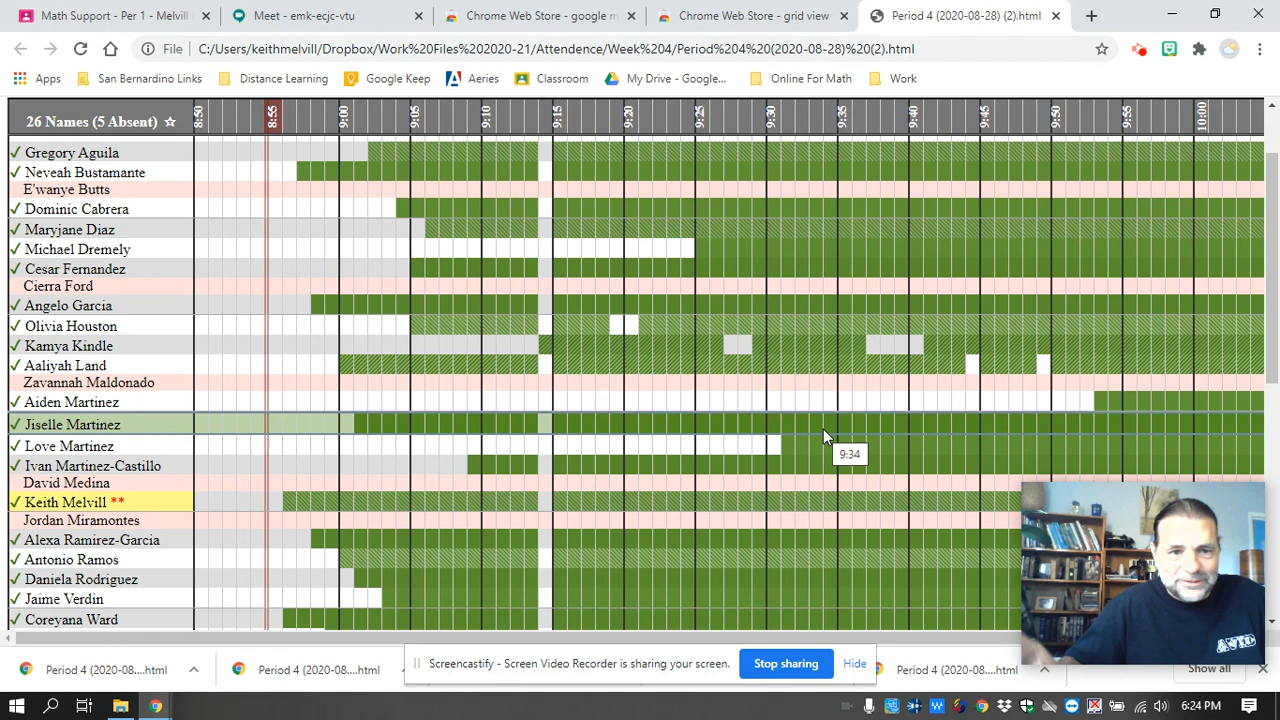 Math Support - Per 1 - Melvill
Meet - emk-ecjc-vtu
Chrome Web Store - google m
Chrome Web Store - grid view
Period 4 (2020-08-28) (2).html
File
C:/Users/keithmelvill/Dropbox/Work%20Files%202020-21/Attendence/Week%204/Period%204%20(2020-08-28)%20(2).html
Apps
San Bernardino Links
Distance Learning
Google Keep
Aeries
Classroom
My Drive - Google...
Online For Math
Work
26 Names (5 Absent) ☆
8:50
8:55
9:00
9:05
9:10
9:15
9:20
9:25
9:30
9:35
9:40
9:45
9:50
9:55
10:00
✓ Gregory Aguila
✓ Neveah Bustamante
E'wanye Butts
✓ Dominic Cabrera
✓ Maryjane Diaz
✓ Michael Dremely
✓ Cesar Fernandez
Cierra Ford
✓ Angelo Garcia
✓ Olivia Houston
✓ Kamya Kindle
✓ Aaliyah Land
Zavannah Maldonado
✓ Aiden Martinez
✓ Jiselle Martinez
✓ Love Martinez
9:34
✓ Ivan Martinez-Castillo
David Medina
✓ Keith Melvill **
Jordan Miramontes
✓ Alexa Ramirez-Garcia
✓ Antonio Ramos
✓ Daniela Rodriguez
✓ Jaime Verdin
✓ Coreyana Ward
AVID
Period 4 (2020-08....html
Period 4 (2020-08....html
Screencastify - Screen Video Recorder is sharing your screen.
Stop sharing
Hide
Period 4 (2020-08....html
Show all
6:24 PM